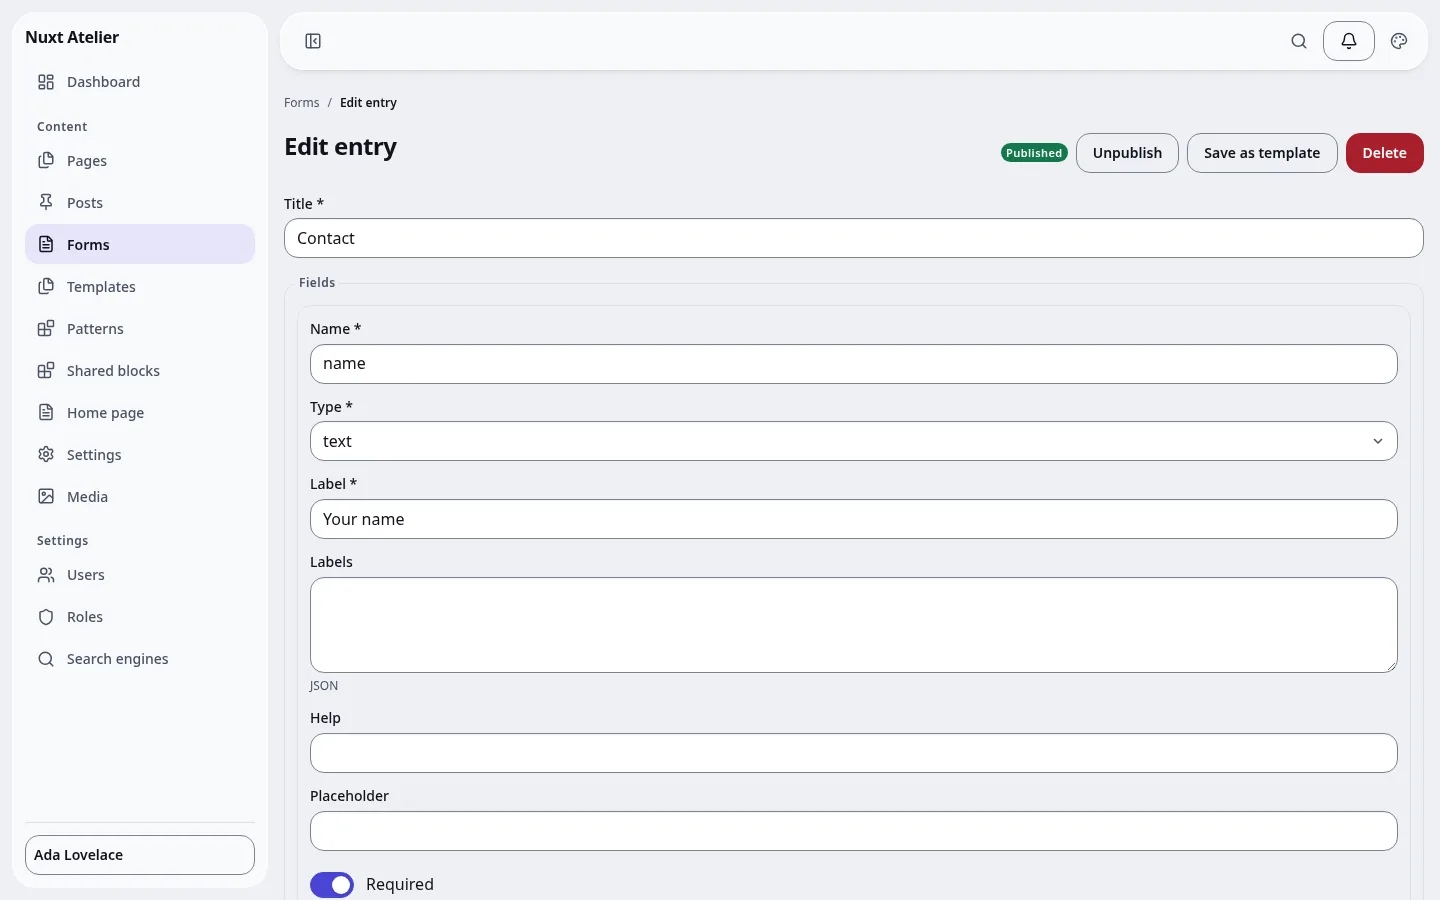 Nuxt Atelier
Dashboard
Content
Pages
Posts
Forms
Templates
Patterns
Shared blocks
Home page
Settings
Media
Settings
Users
Roles
Search engines
Ada Lovelace
Forms / Edit entry
Edit entry
Published
Unpublish
Save as template
Delete
Title *
Contact
Fields
Name *
name
Type *
text
Label *
Your name
Labels
JSON
Help
Placeholder
Required